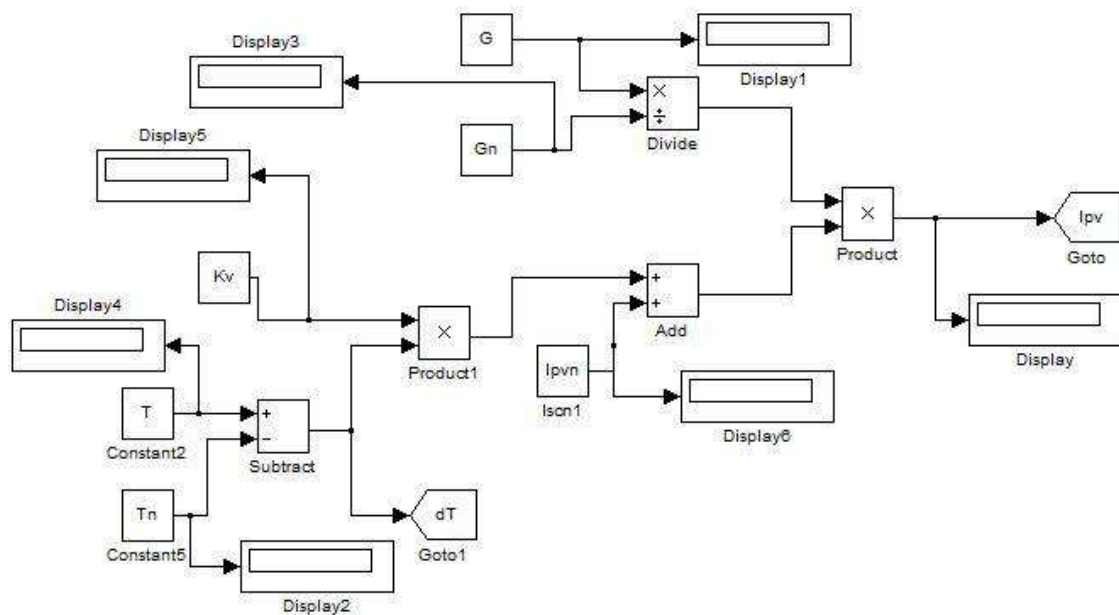 G
Display1
Display3
×
÷
Divide
Gn
Display5
×
Product
Ipv
Goto
Kv
+
+
Add
Display4
×
Product1
Display
Ipvn
Iscn1
Display6
T
Constant2
+
−
Subtract
Tn
Constant5
dT
Goto1
Display2